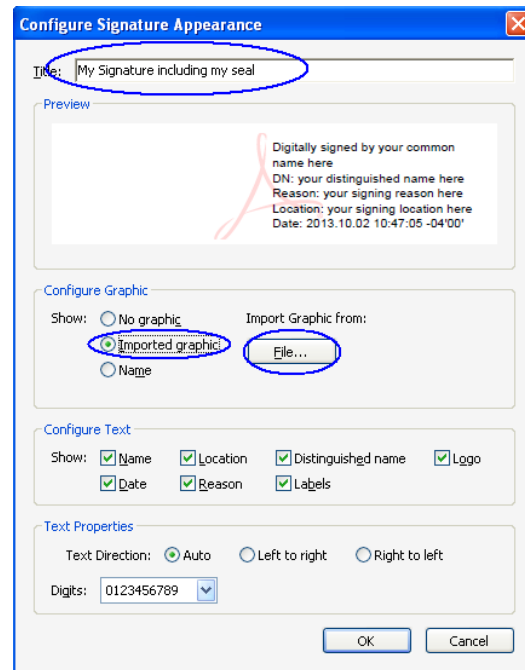 Configure Signature Appearance
Title: My Signature including my seal
Preview
Digitally signed by your common
name here
DN: your distinguished name here
Reason: your signing reason here
Location: your signing location here
Date: 2013.10.02 10:47:05 -04'00'
Configure Graphic
Show: No graphic Import Graphic from:
Imported graphic File...
Name
Configure Text
Show: Name Location Distinguished name Logo
Date Reason Labels
Text Properties
Text Direction: Auto Left to right Right to left
Digits: 0123456789
OK Cancel